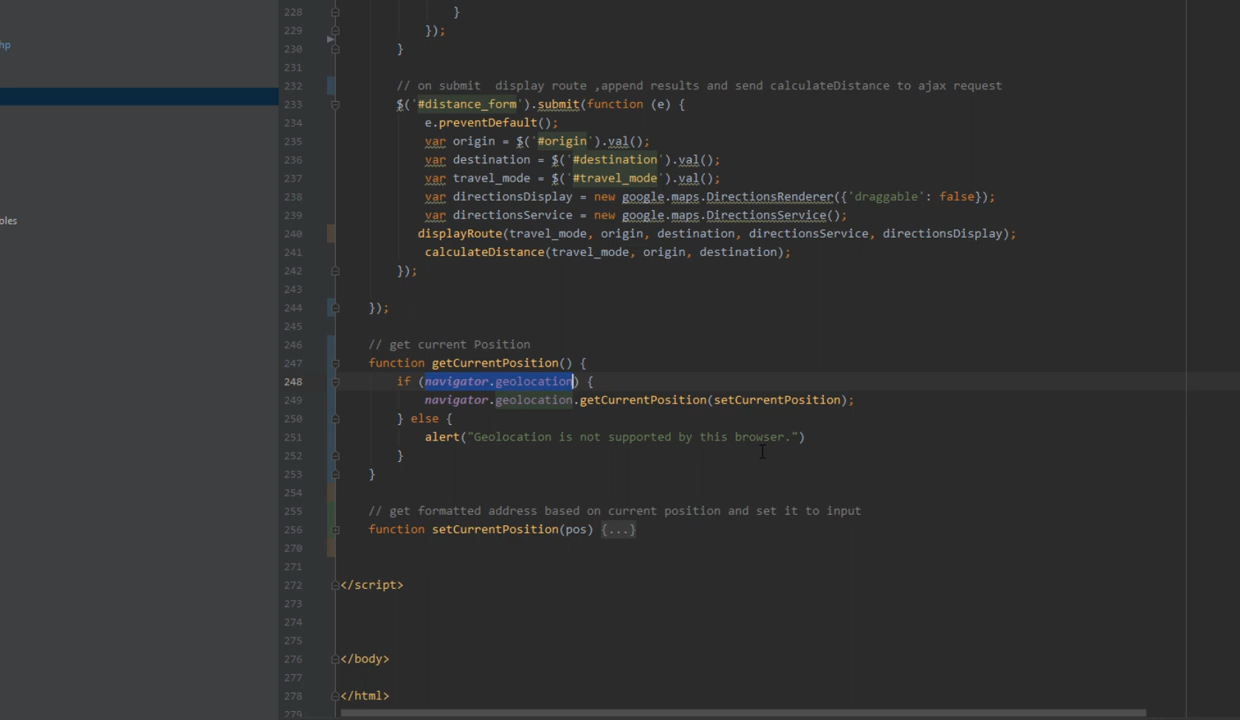 228 }
hp
229 });
230 }
231
232 // on submit  display route ,append results and send calculateDistance to ajax request
233 $('#distance_form').submit(function (e) {
234 e.preventDefault();
235 var origin = $('#origin').val();
236 var destination = $('#destination').val();
237 var travel_mode = $('#travel_mode').val();
238 var directionsDisplay = new google.maps.DirectionsRenderer({'draggable': false});
239 var directionsService = new google.maps.DirectionsService();
oles
240 displayRoute(travel_mode, origin, destination, directionsService, directionsDisplay);
241 calculateDistance(travel_mode, origin, destination);
242 });
243
244 });
245
246 // get current Position
247 function getCurrentPosition() {
248 if (navigator.geolocation) {
249 navigator.geolocation.getCurrentPosition(setCurrentPosition);
250 } else {
251 alert("Geolocation is not supported by this browser.")
252 }
253 }
254
255 // get formatted address based on current position and set it to input
256 function setCurrentPosition(pos) {...}
270
271
272 </script>
273
274
275
276 </body>
277
278 </html>
279